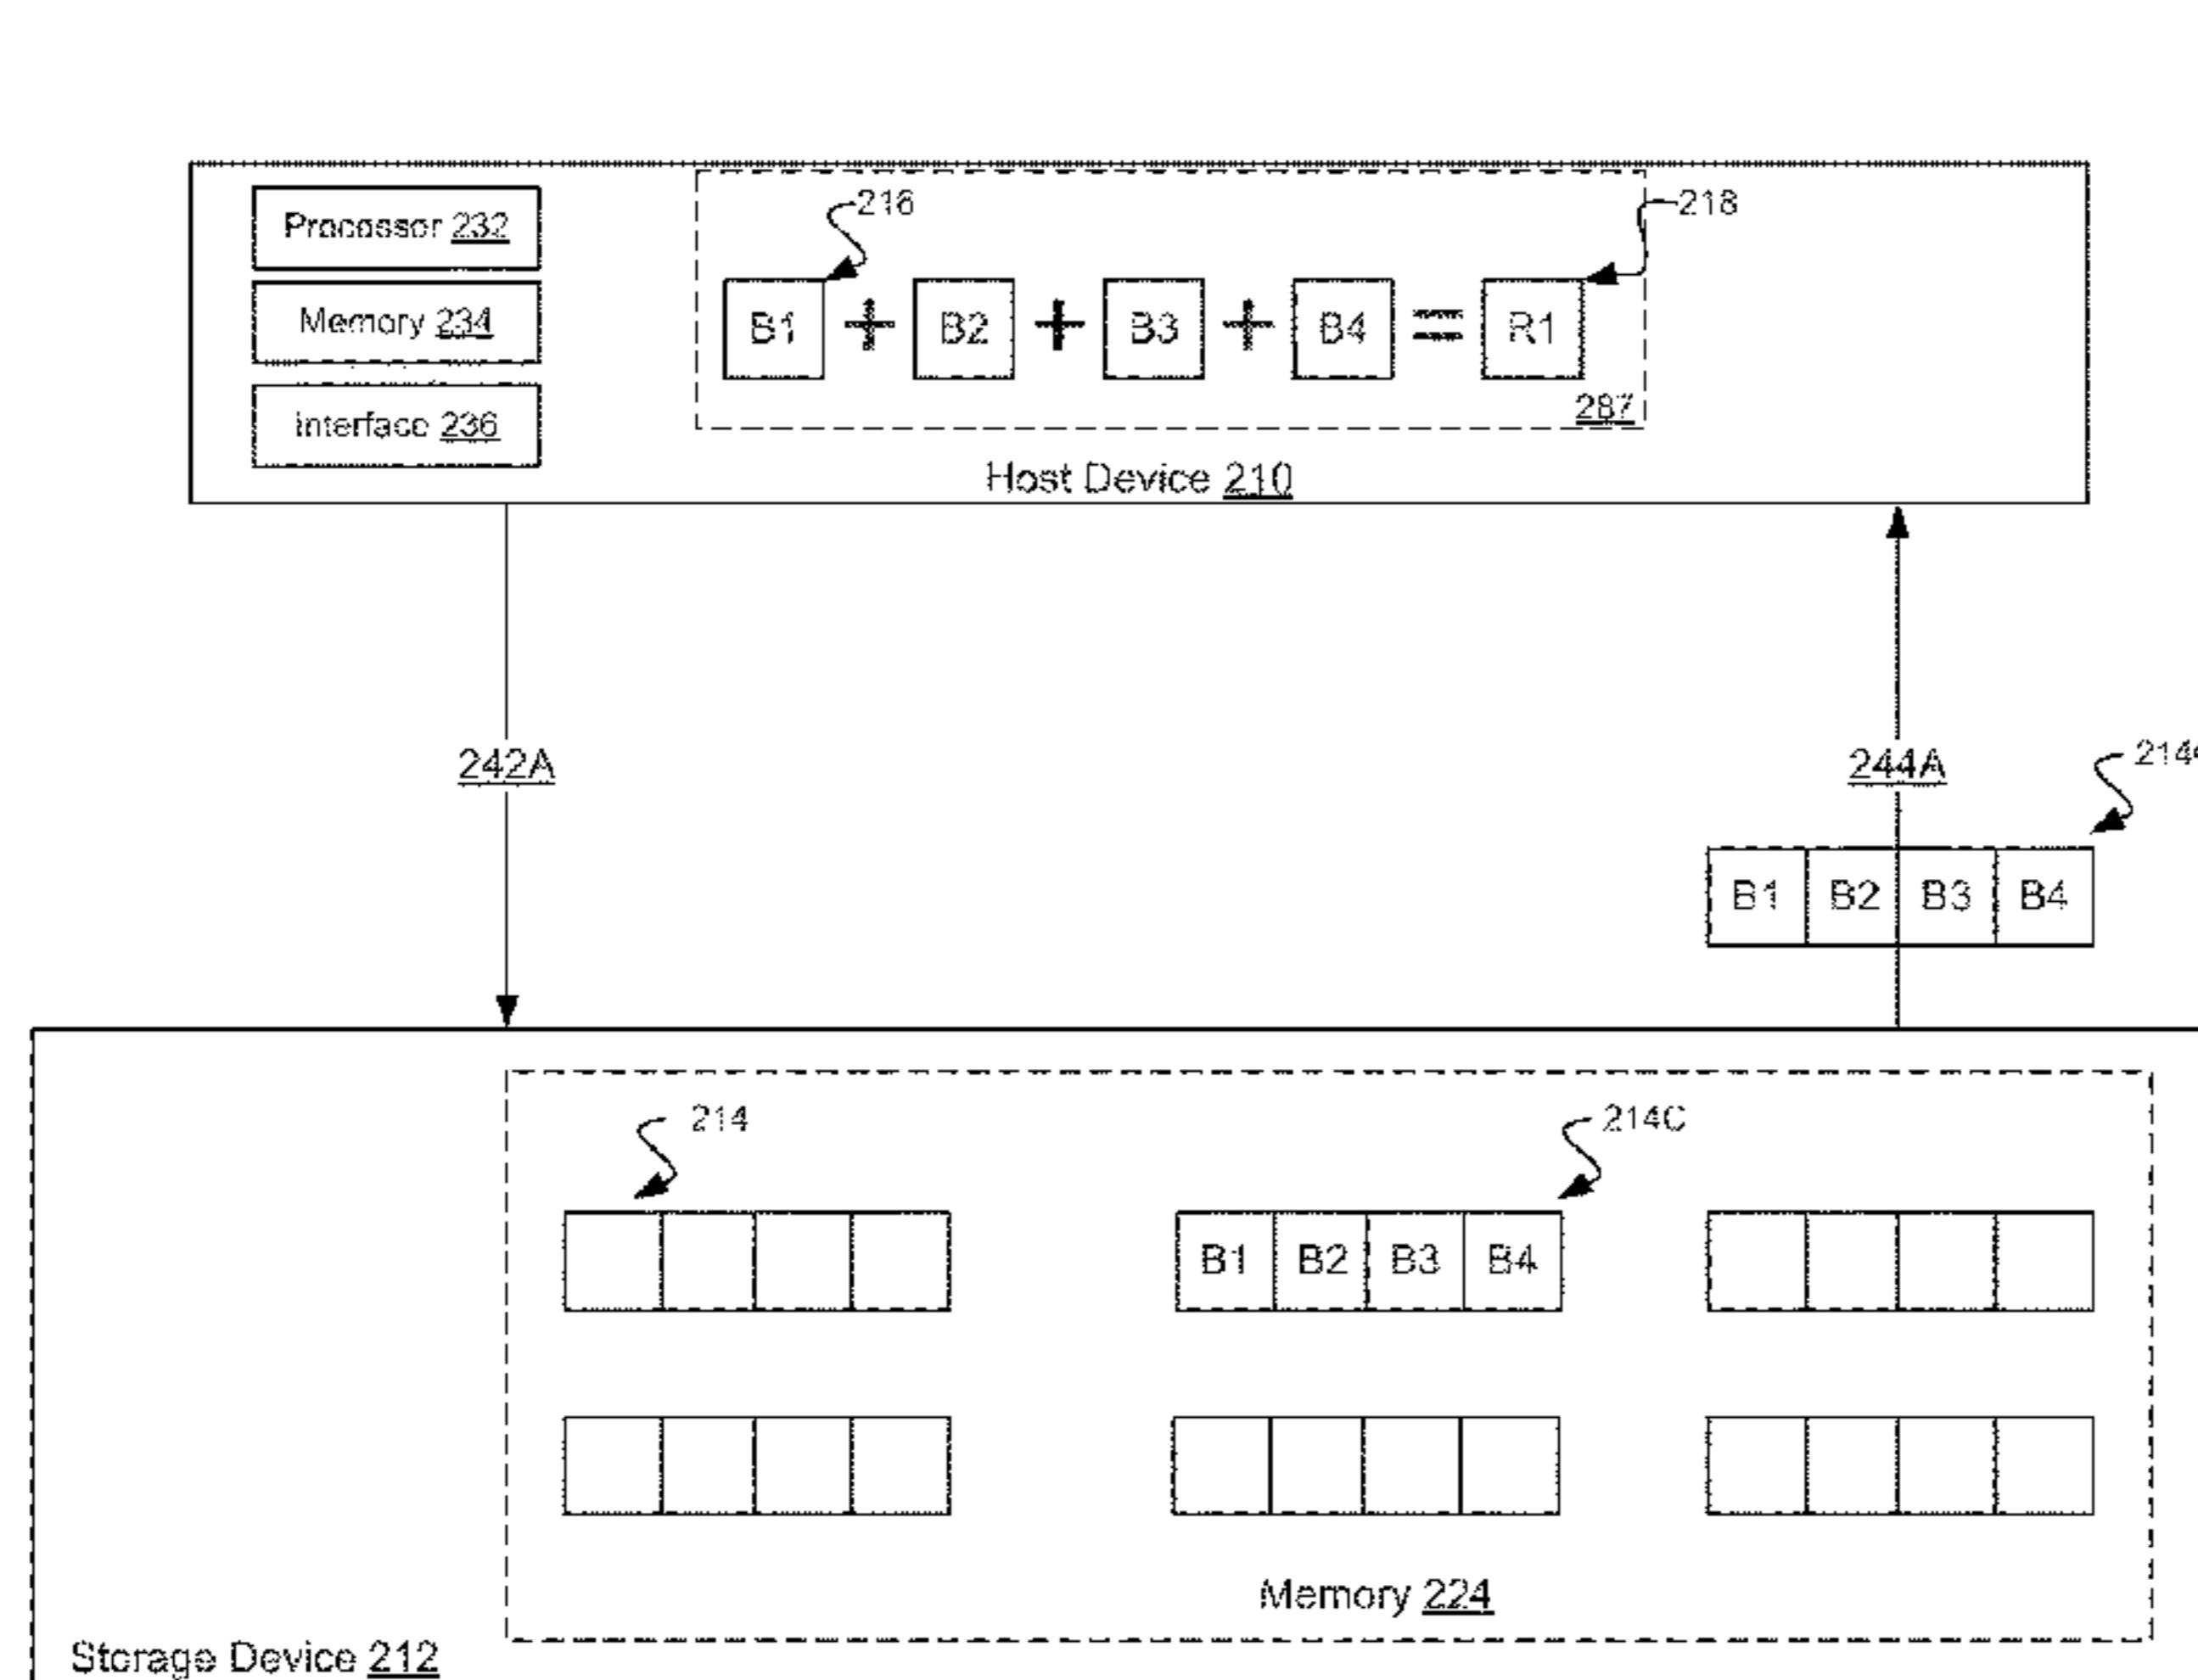 Processor 232
Memory 234
Interface 236
216
218
B1 + B2 + B3 + B4 = R1
287
Host Device 210
242A
244A
B1 B2 B3 B4
214
214C
B1 B2 B3 B4
Memory 224
Storage Device 212